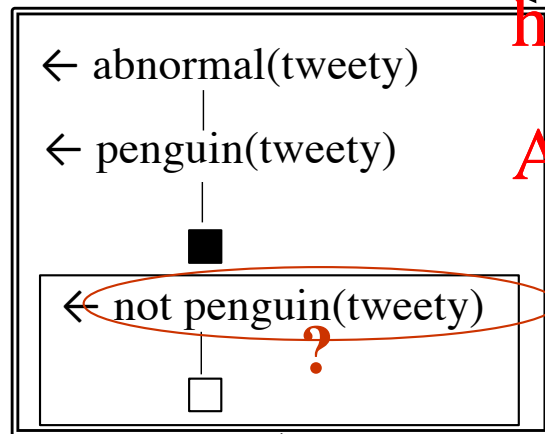 h
← abnormal(tweety)
← penguin(tweety)
A
← not penguin(tweety)
?